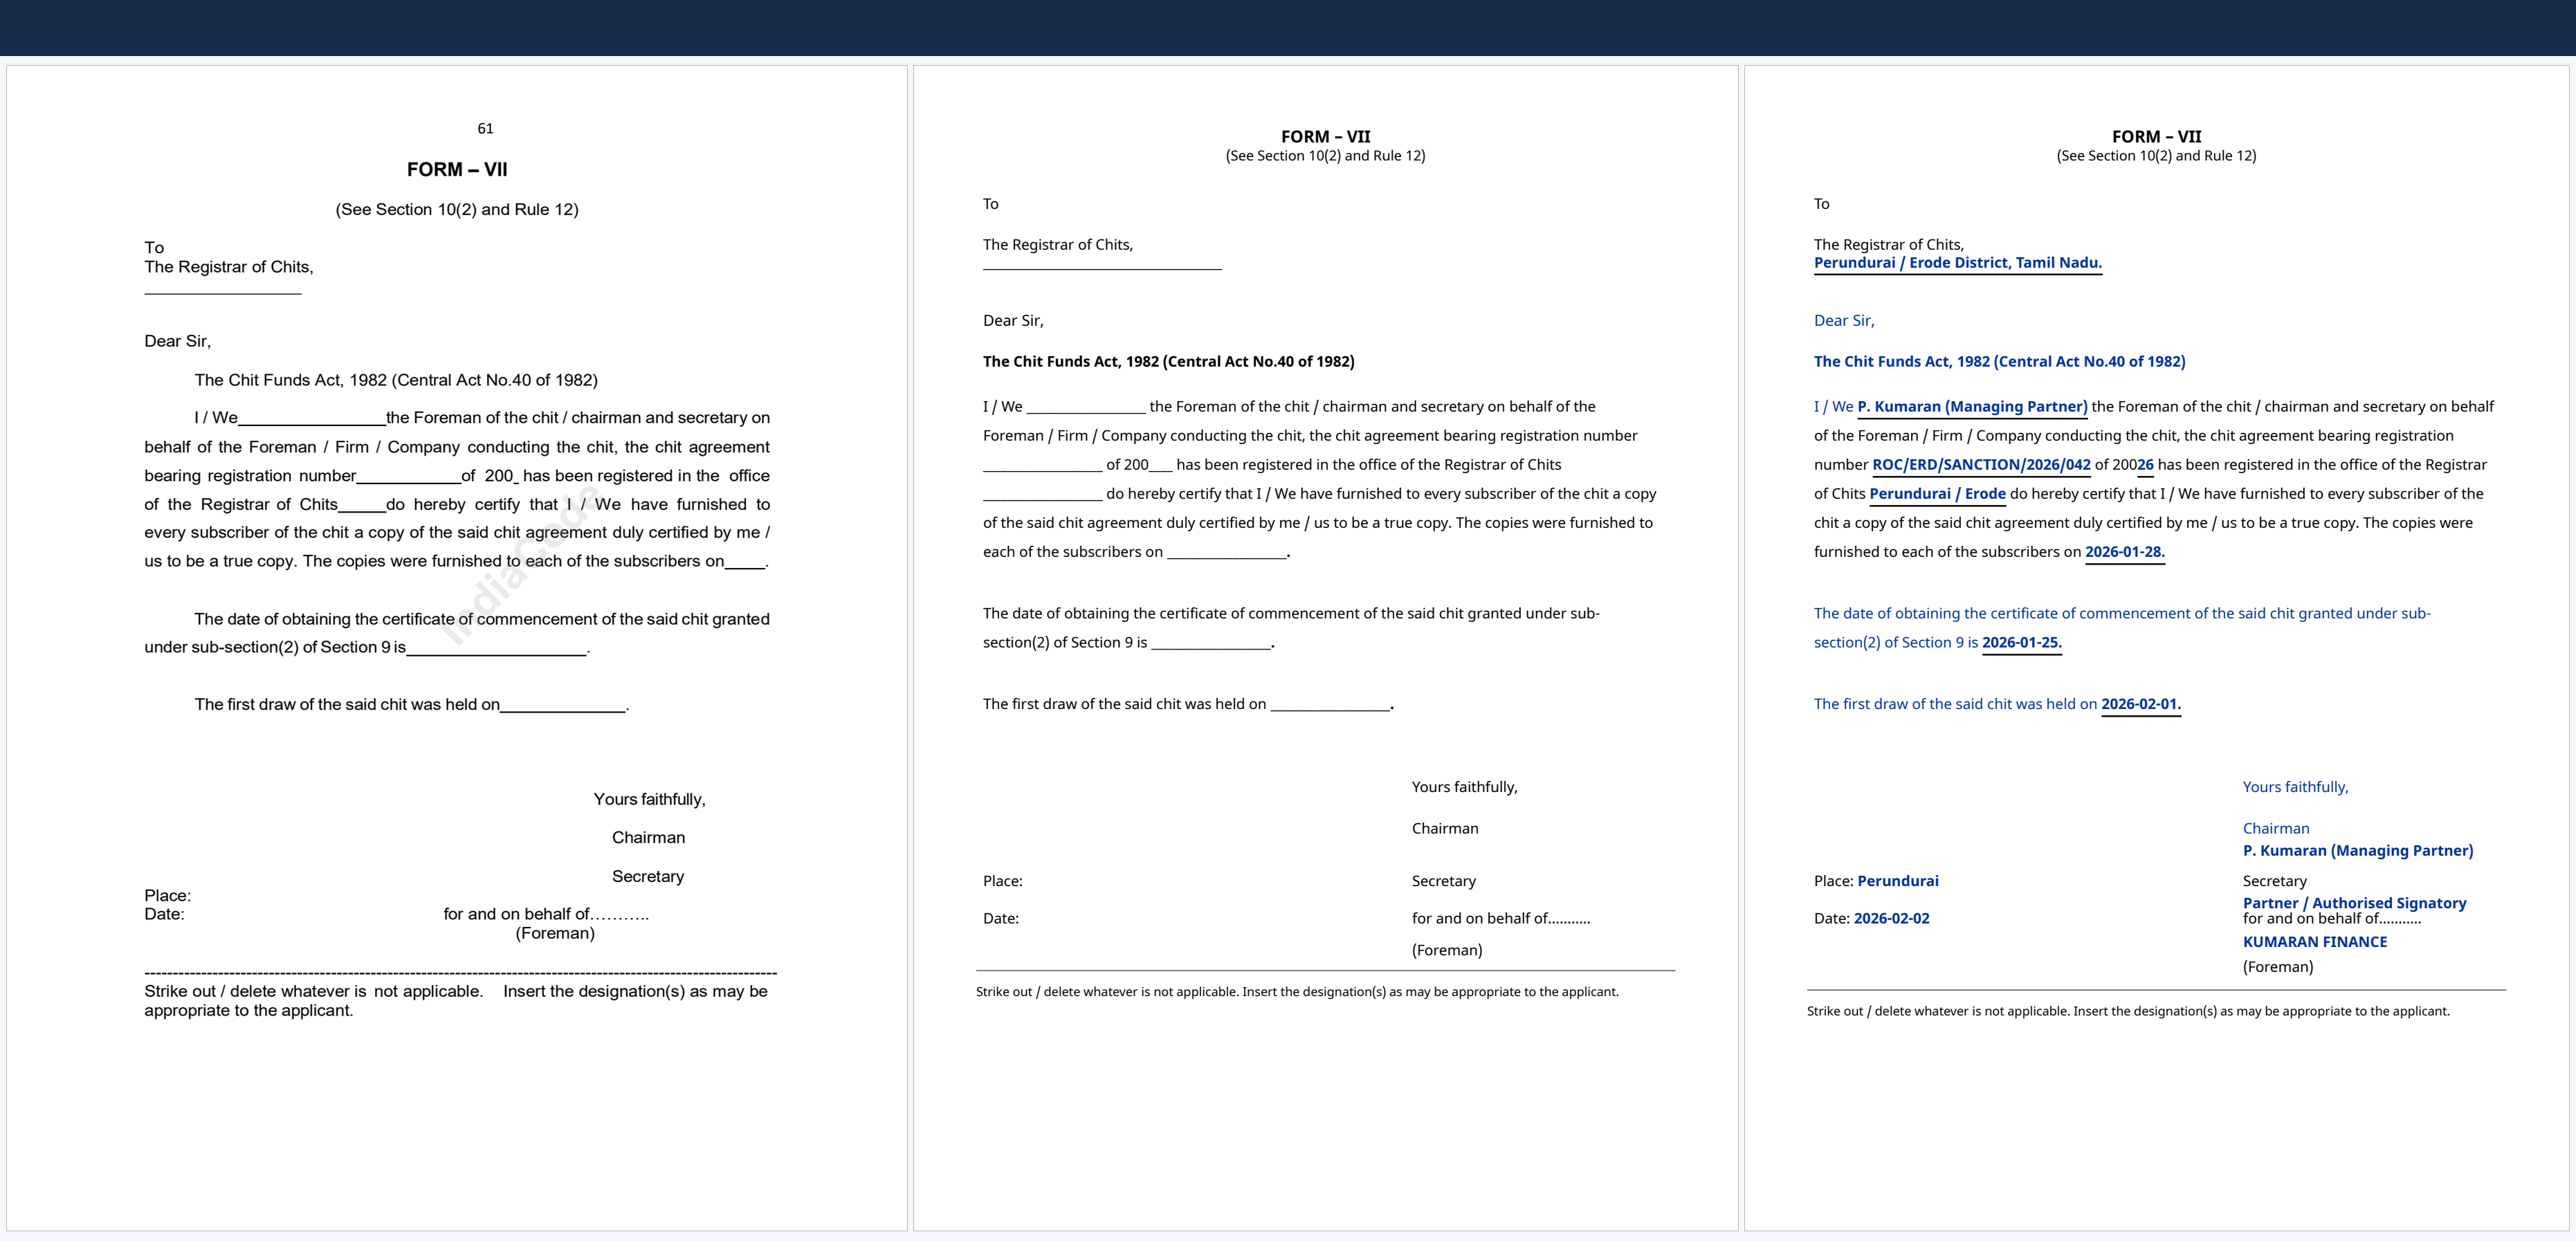 61
FORM – VII
(See Section 10(2) and Rule 12)
To
The Registrar of Chits,
___________________
Dear Sir,
The Chit Funds Act, 1982 (Central Act No.40 of 1982)
I / We_________________the Foreman of the chit / chairman and secretary on
behalf of the Foreman / Firm / Company conducting the chit, the chit agreement
bearing registration number____________of 200_ has been registered in the office
of the Registrar of Chits_____do hereby certify that I / We have furnished to
every subscriber of the chit a copy of the said chit agreement duly certified by me /
us to be a true copy. The copies were furnished to each of the subscribers on_____.
The date of obtaining the certificate of commencement of the said chit granted
under sub-section(2) of Section 9 is_____________________.
The first draw of the said chit was held on_______________.
Yours faithfully,
Chairman
Secretary
Place:
Date: for and on behalf of………..
(Foreman)
-----------------------------------------------------------------------------------------------------------------
Strike out / delete whatever is not applicable. Insert the designation(s) as may be
appropriate to the applicant.
IndiaCode
FORM – VII
(See Section 10(2) and Rule 12)
To
The Registrar of Chits,
______________________________
Dear Sir,
The Chit Funds Act, 1982 (Central Act No.40 of 1982)
I / We _______________ the Foreman of the chit / chairman and secretary on behalf of the
Foreman / Firm / Company conducting the chit, the chit agreement bearing registration number
_______________ of 200___ has been registered in the office of the Registrar of Chits
_______________ do hereby certify that I / We have furnished to every subscriber of the chit a copy
of the said chit agreement duly certified by me / us to be a true copy. The copies were furnished to
each of the subscribers on _______________.
The date of obtaining the certificate of commencement of the said chit granted under sub-
section(2) of Section 9 is _______________.
The first draw of the said chit was held on _______________.
Yours faithfully,
Chairman
Place: Secretary
Date: for and on behalf of...........
(Foreman)
Strike out / delete whatever is not applicable. Insert the designation(s) as may be appropriate to the applicant.
FORM – VII
(See Section 10(2) and Rule 12)
To
The Registrar of Chits,
Perundurai / Erode District, Tamil Nadu.
Dear Sir,
The Chit Funds Act, 1982 (Central Act No.40 of 1982)
I / We P. Kumaran (Managing Partner) the Foreman of the chit / chairman and secretary on behalf
of the Foreman / Firm / Company conducting the chit, the chit agreement bearing registration
number ROC/ERD/SANCTION/2026/042 of 20026 has been registered in the office of the Registrar
of Chits Perundurai / Erode do hereby certify that I / We have furnished to every subscriber of the
chit a copy of the said chit agreement duly certified by me / us to be a true copy. The copies were
furnished to each of the subscribers on 2026-01-28.
The date of obtaining the certificate of commencement of the said chit granted under sub-
section(2) of Section 9 is 2026-01-25.
The first draw of the said chit was held on 2026-02-01.
Yours faithfully,
Chairman
P. Kumaran (Managing Partner)
Place: Perundurai Secretary
Partner / Authorised Signatory
Date: 2026-02-02 for and on behalf of...........
KUMARAN FINANCE
(Foreman)
Strike out / delete whatever is not applicable. Insert the designation(s) as may be appropriate to the applicant.